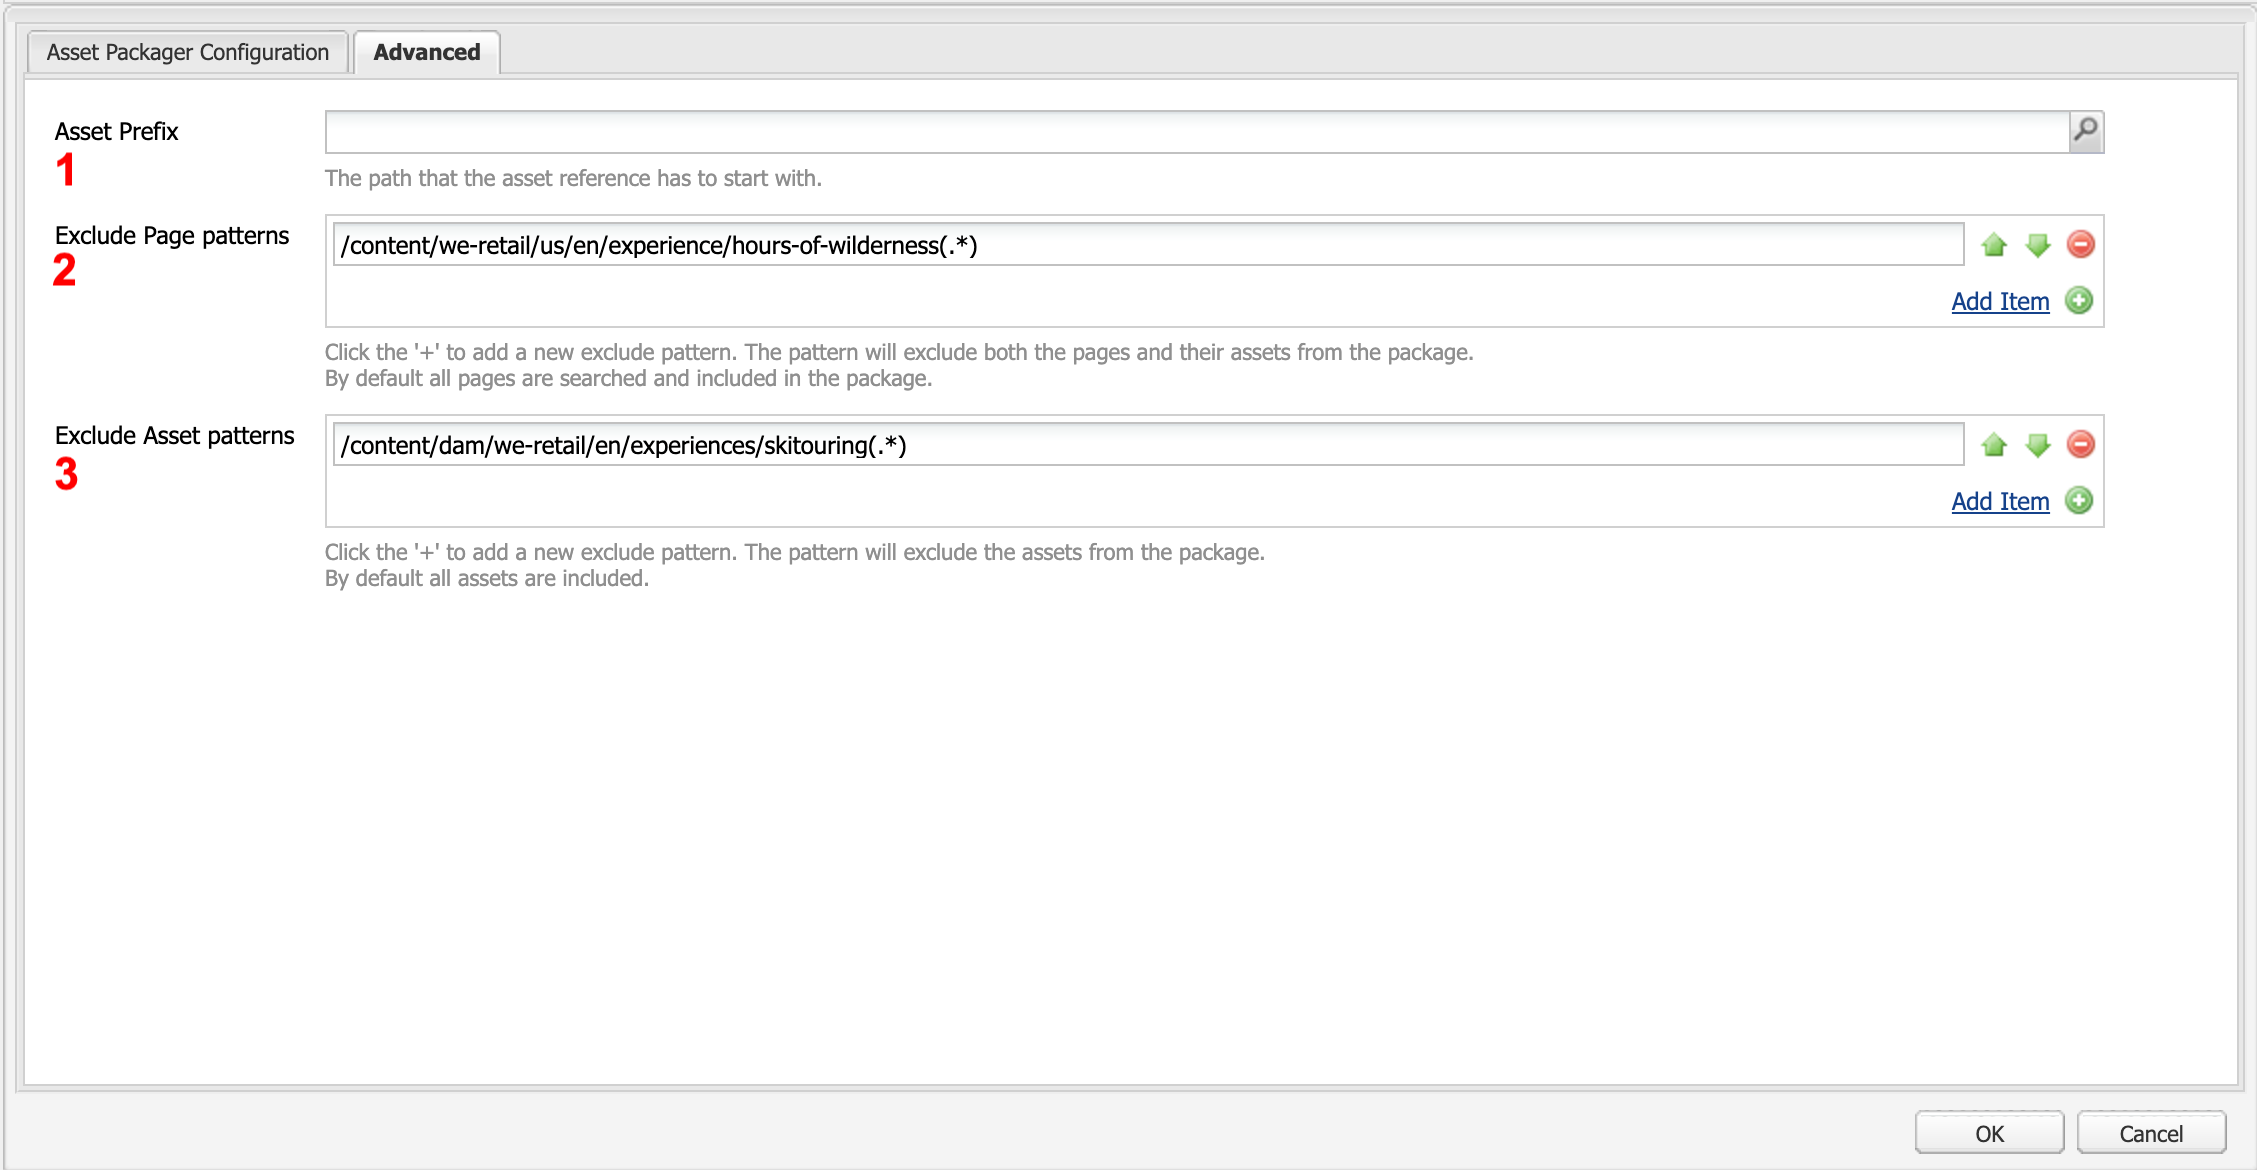 Asset Packager Configuration
Advanced
Asset Prefix
1
The path that the asset reference has to start with.
Exclude Page patterns
2
/content/we-retail/us/en/experience/hours-of-wilderness(.*)
Add Item
Click the '+' to add a new exclude pattern. The pattern will exclude both the pages and their assets from the package.
By default all pages are searched and included in the package.
Exclude Asset patterns
3
/content/dam/we-retail/en/experiences/skitouring(.*)
Add Item
Click the '+' to add a new exclude pattern. The pattern will exclude the assets from the package.
By default all assets are included.
OK
Cancel